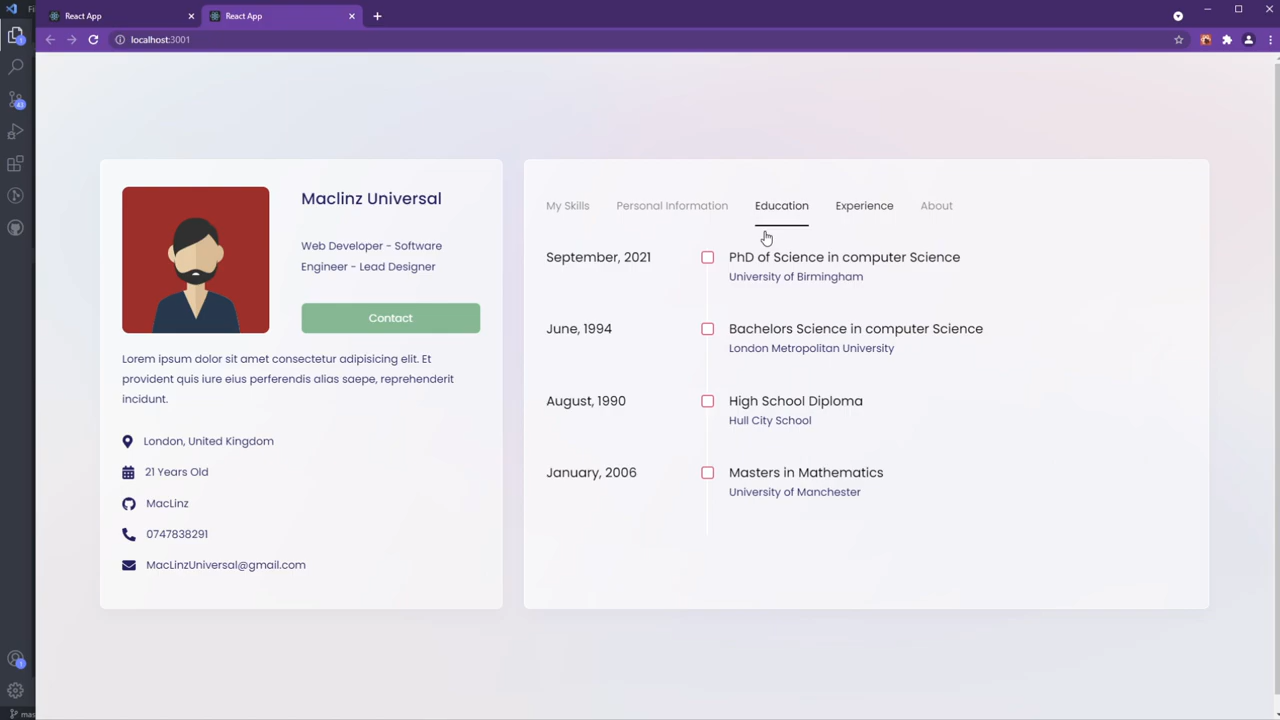 React App
React App
localhost:3001
Maclinz Universal
Web Developer - Software
Engineer - Lead Designer
Contact
Lorem ipsum dolor sit amet consectetur adipisicing elit. Et
provident quis iure eius perferendis alias saepe, reprehenderit
incidunt.
London, United Kingdom
21 Years Old
MacLinz
0747838291
MacLinzUniversal@gmail.com
My Skills Personal Information Education Experience About
September, 2021
PhD of Science in computer Science
University of Birmingham
June, 1994
Bachelors Science in computer Science
London Metropolitan University
August, 1990
High School Diploma
Hull City School
January, 2006
Masters in Mathematics
University of Manchester
1
43
1